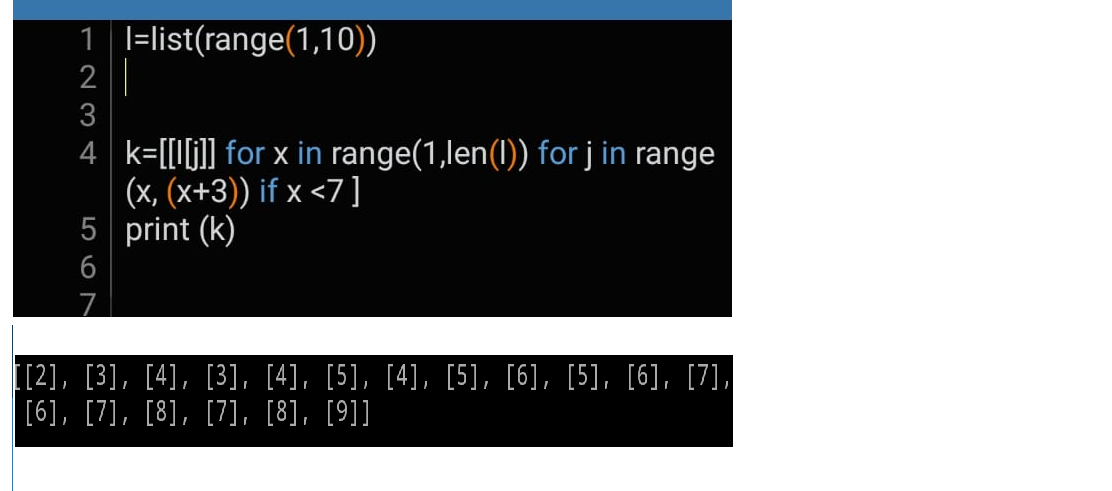 1 l=list(range(1,10))
2
3
4 k=[[l[j]] for x in range(1,len(l)) for j in range
(x, (x+3)) if x <7 ]
5 print (k)
6
7
[[2], [3], [4], [3], [4], [5], [4], [5], [6], [5], [6], [7],
[6], [7], [8], [7], [8], [9]]